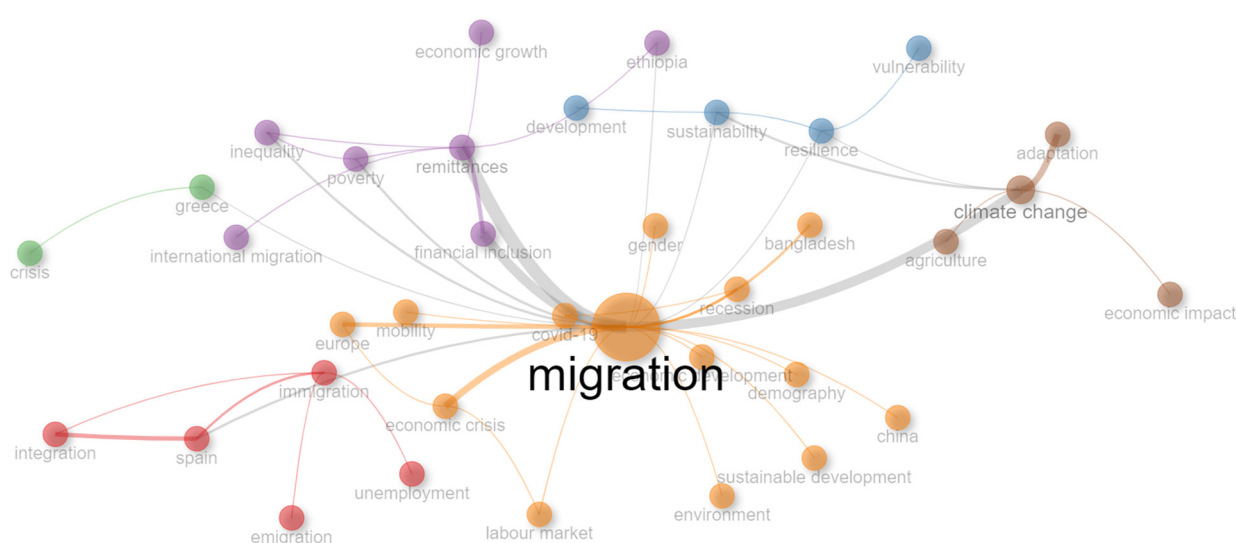 economic growth
ethiopia
vulnerability
development
sustainability
inequality
resilience
adaptation
remittances
poverty
greece
climate change
international migration
financial inclusion
gender
bangladesh
agriculture
crisis
recession
economic impact
mobility
covid-19
europe
economic development
migration
immigration
demography
economic crisis
china
integration
spain
sustainable development
unemployment
environment
labour market
emigration